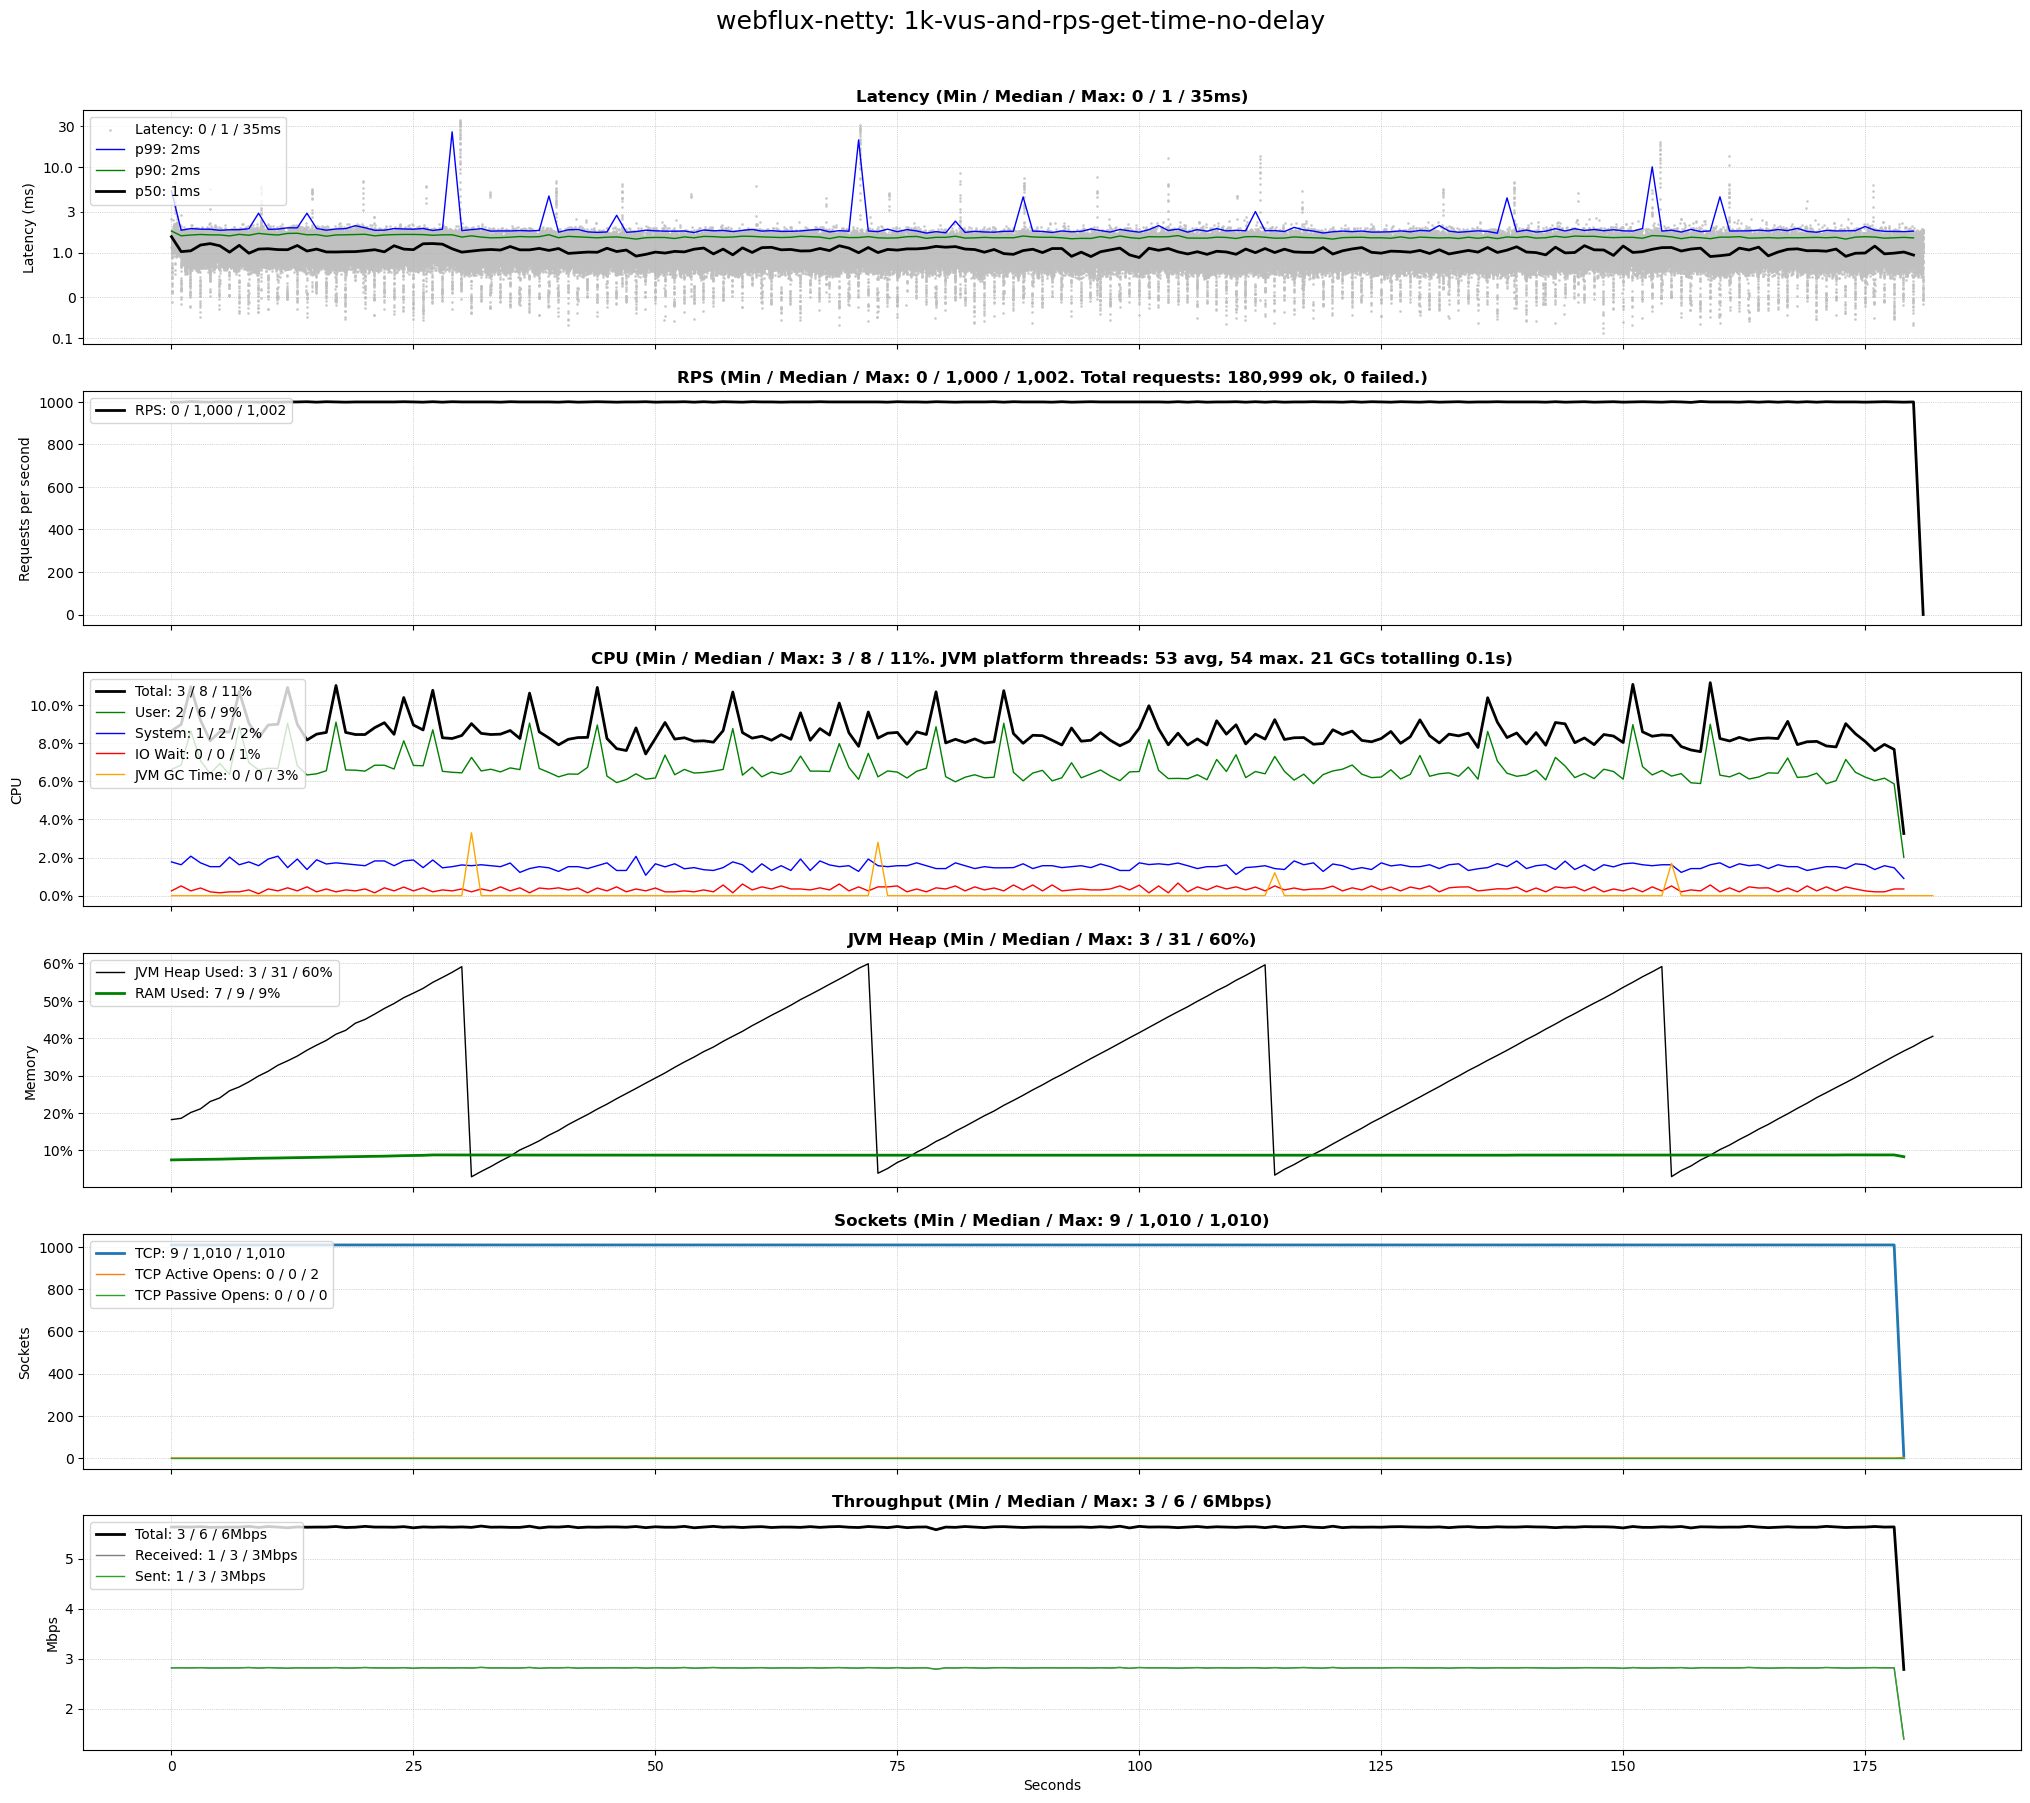 webflux-netty: 1k-vus-and-rps-get-time-no-delay
Latency (Min / Median / Max: 0 / 1 / 35ms)
Latency (ms)
30
10.0
3
1.0
0
0.1
Latency: 0 / 1 / 35ms
p99: 2ms
p90: 2ms
p50: 1ms
RPS (Min / Median / Max: 0 / 1,000 / 1,002. Total requests: 180,999 ok, 0 failed.)
Requests per second
1000
800
600
400
200
0
RPS: 0 / 1,000 / 1,002
CPU (Min / Median / Max: 3 / 8 / 11%. JVM platform threads: 53 avg, 54 max. 21 GCs totalling 0.1s)
CPU
10.0%
8.0%
6.0%
4.0%
2.0%
0.0%
Total: 3 / 8 / 11%
User: 2 / 6 / 9%
System: 1 / 2 / 2%
IO Wait: 0 / 0 / 1%
JVM GC Time: 0 / 0 / 3%
JVM Heap (Min / Median / Max: 3 / 31 / 60%)
Memory
60%
50%
40%
30%
20%
10%
JVM Heap Used: 3 / 31 / 60%
RAM Used: 7 / 9 / 9%
Sockets (Min / Median / Max: 9 / 1,010 / 1,010)
Sockets
1000
800
600
400
200
0
TCP: 9 / 1,010 / 1,010
TCP Active Opens: 0 / 0 / 2
TCP Passive Opens: 0 / 0 / 0
Throughput (Min / Median / Max: 3 / 6 / 6Mbps)
Mbps
5
4
3
2
Total: 3 / 6 / 6Mbps
Received: 1 / 3 / 3Mbps
Sent: 1 / 3 / 3Mbps
0 25 50 75 100 125 150 175
Seconds